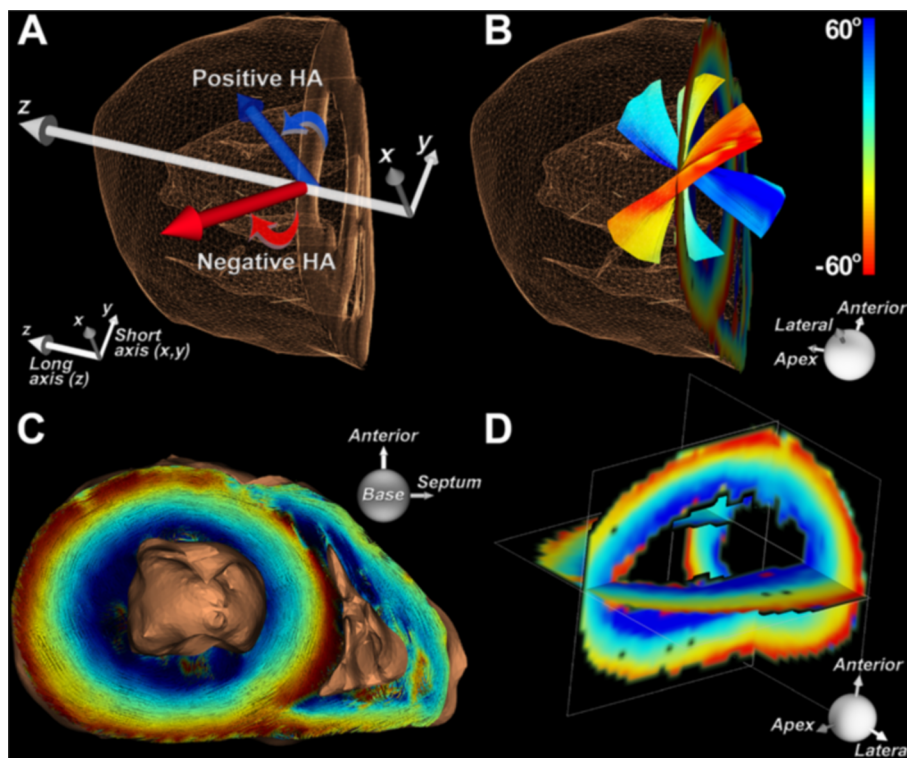 A
Positive HA
z
y
x
Negative HA
z
x
y
Short
axis (x,y)
Long
axis (z)
B
60°
-60°
Anterior
Lateral
Apex
C
Anterior
Septum
Base
D
Anterior
Apex
Latera